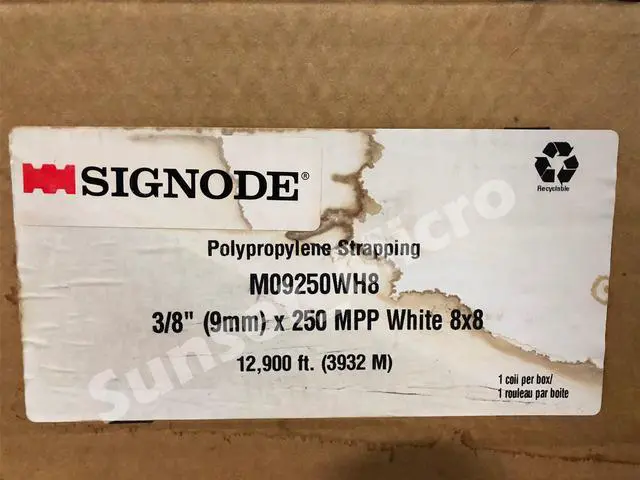 SIGNODE®
Recyclable
Polypropylene Strapping
M09250WH8
3/8" (9mm) x 250 MPP White 8x8
12,900 ft. (3932 M)
1 coil per box/
1 rouleau par boite